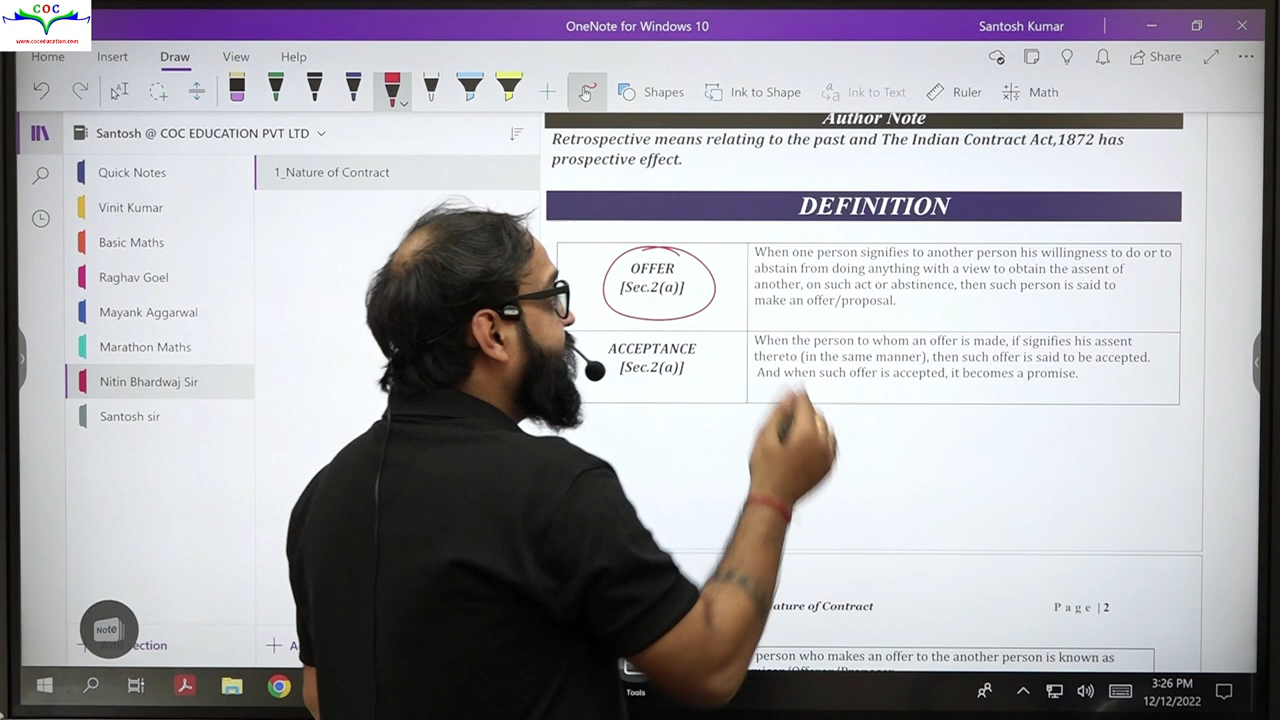 COC
www.coceducation.com
OneNote for Windows 10
Santosh Kumar
Home Insert Draw View Help
Share
Shapes Ink to Shape Ink to Text Ruler Math
Santosh @ COC EDUCATION PVT LTD
Quick Notes
Vinit Kumar
Basic Maths
Raghav Goel
Mayank Aggarwal
Marathon Maths
Nitin Bhardwaj Sir
Santosh sir
1_Nature of Contract
Author Note
Retrospective means relating to the past and The Indian Contract Act,1872 has
prospective effect.
DEFINITION
OFFER
[Sec.2(a)]
When one person signifies to another person his willingness to do or to
abstain from doing anything with a view to obtain the assent of
another, on such act or abstinence, then such person is said to
make an offer/proposal.
ACCEPTANCE
[Sec.2(a)]
When the person to whom an offer is made, if signifies his assent
thereto (in the same manner), then such offer is said to be accepted.
And when such offer is accepted, it becomes a promise.
ature of Contract
Page | 2
person who makes an offer to the another person is known as
Note
Tools
3:26 PM
12/12/2022